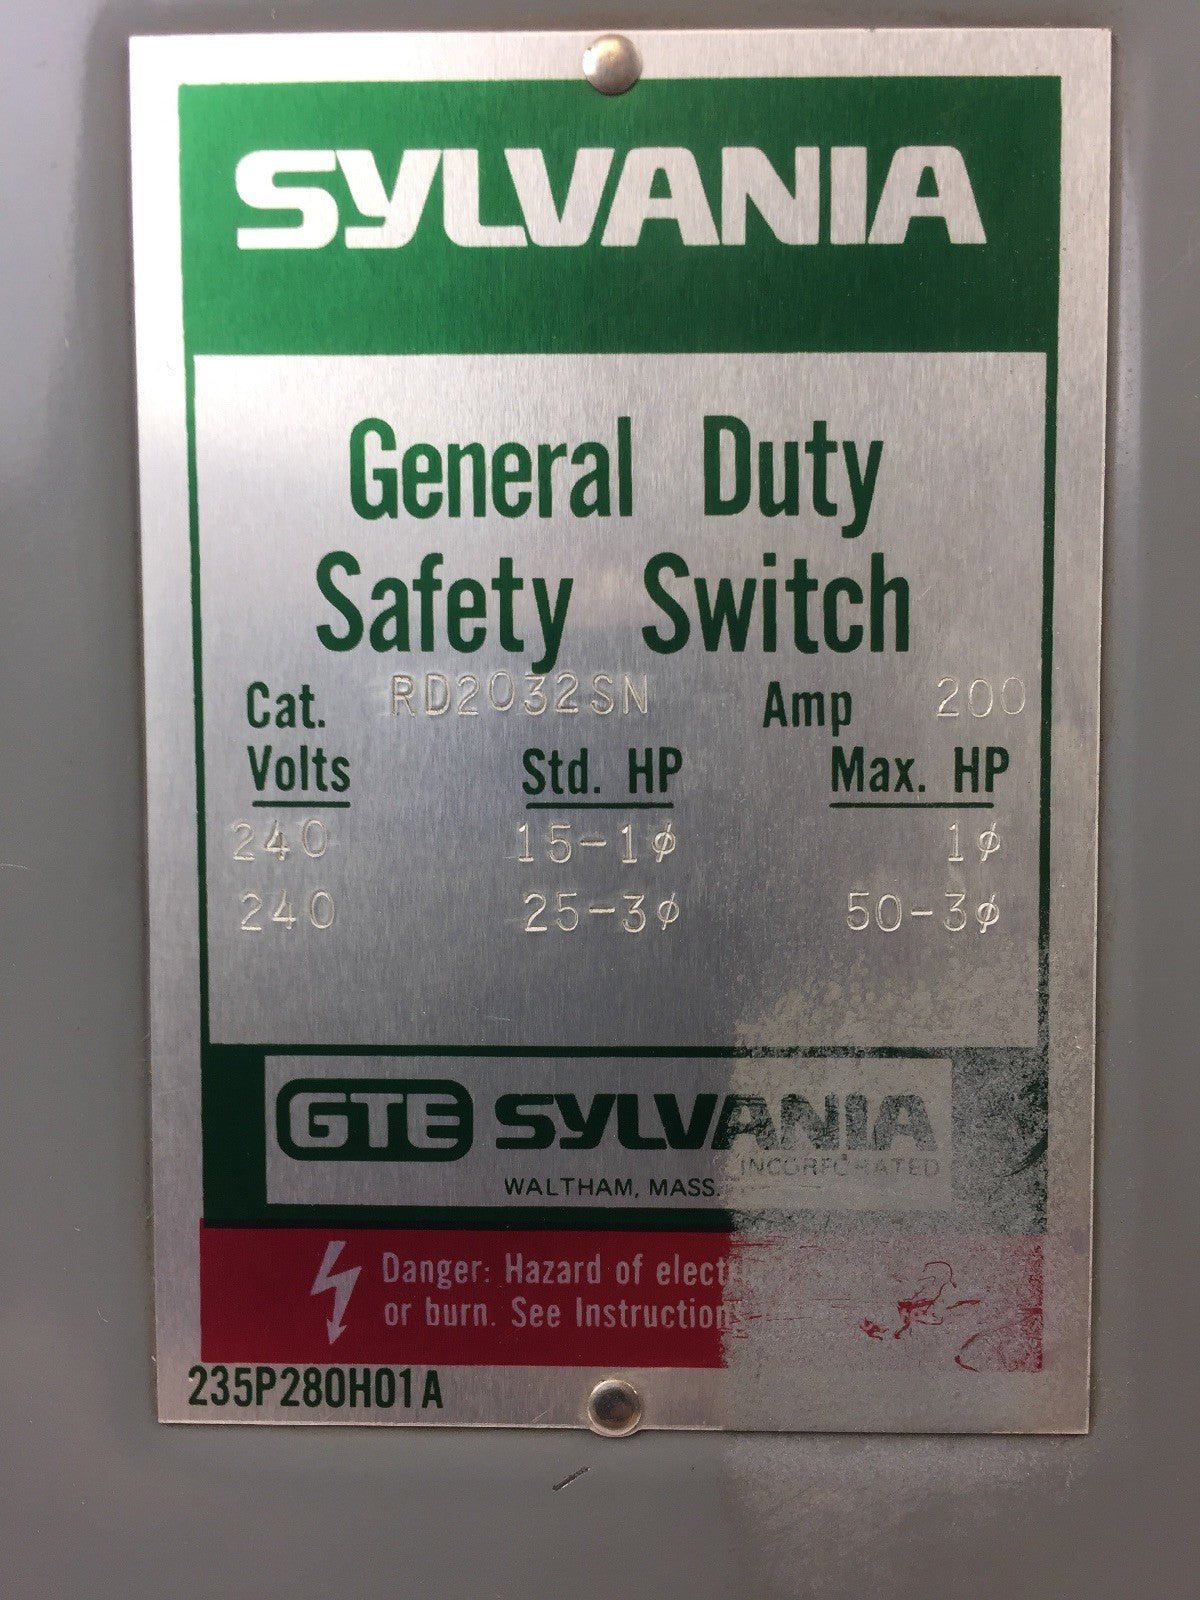 SYLVANIA
General Duty
Safety Switch
Cat. RD2032SN Amp 200
Volts Std. HP Max. HP
240 15-1ϕ 1ϕ
240 25-3ϕ 50-3ϕ
GTE SYLVANIA
INCORPORATED
WALTHAM, MASS.
Danger: Hazard of elect
or burn. See Instruction
235P280H01A